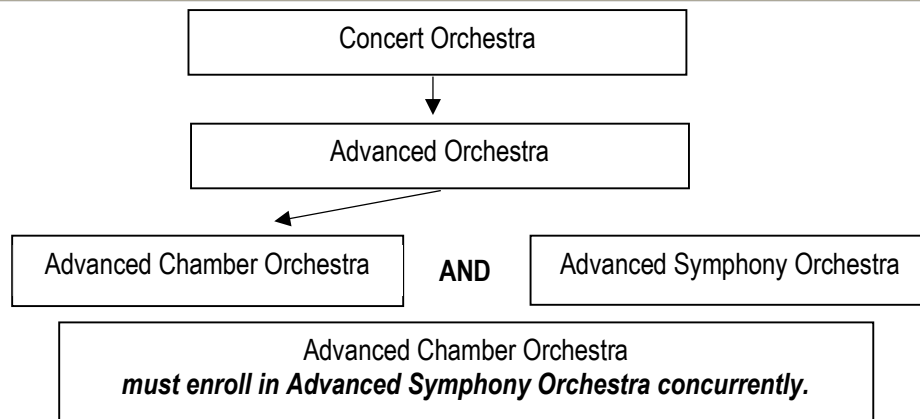 Concert Orchestra
Advanced Orchestra
Advanced Chamber Orchestra AND Advanced Symphony Orchestra
Advanced Chamber Orchestra
must enroll in Advanced Symphony Orchestra concurrently.